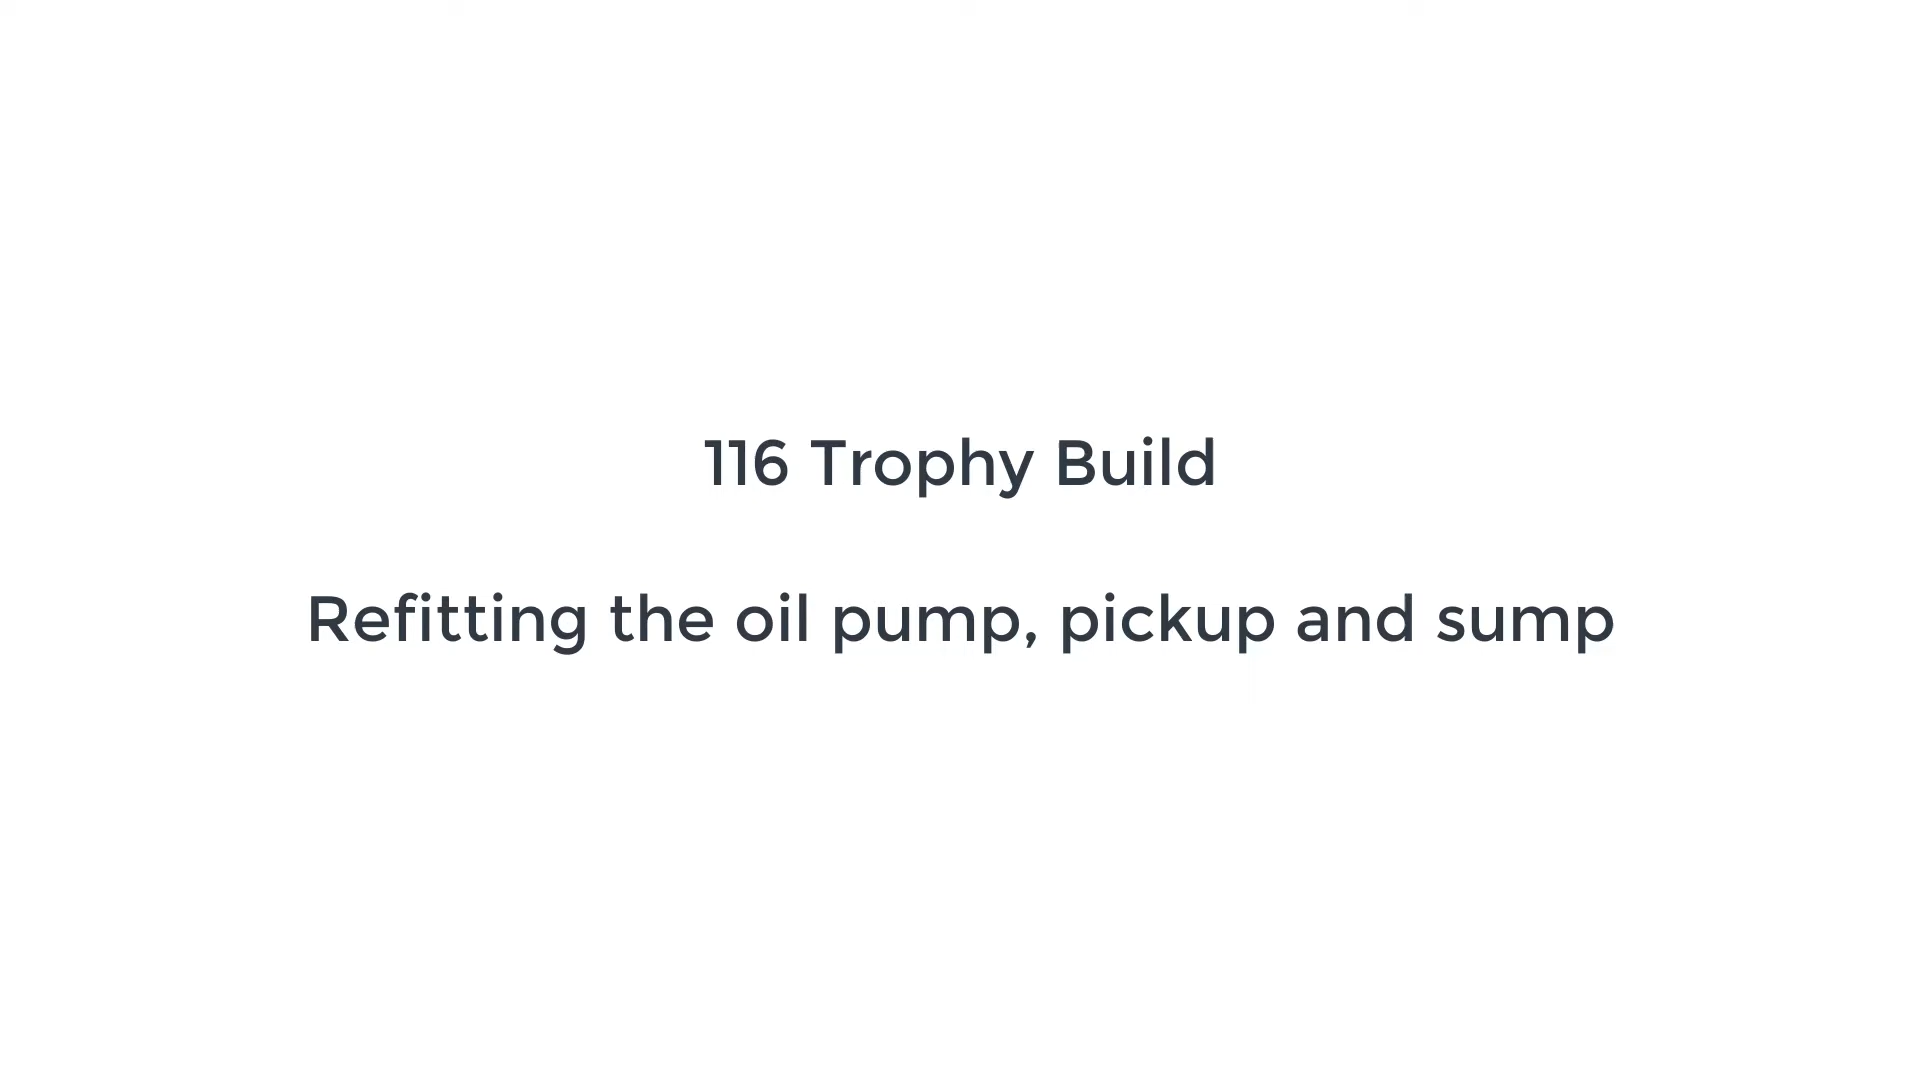 116 Trophy Build
Refitting the oil pump, pickup and sump